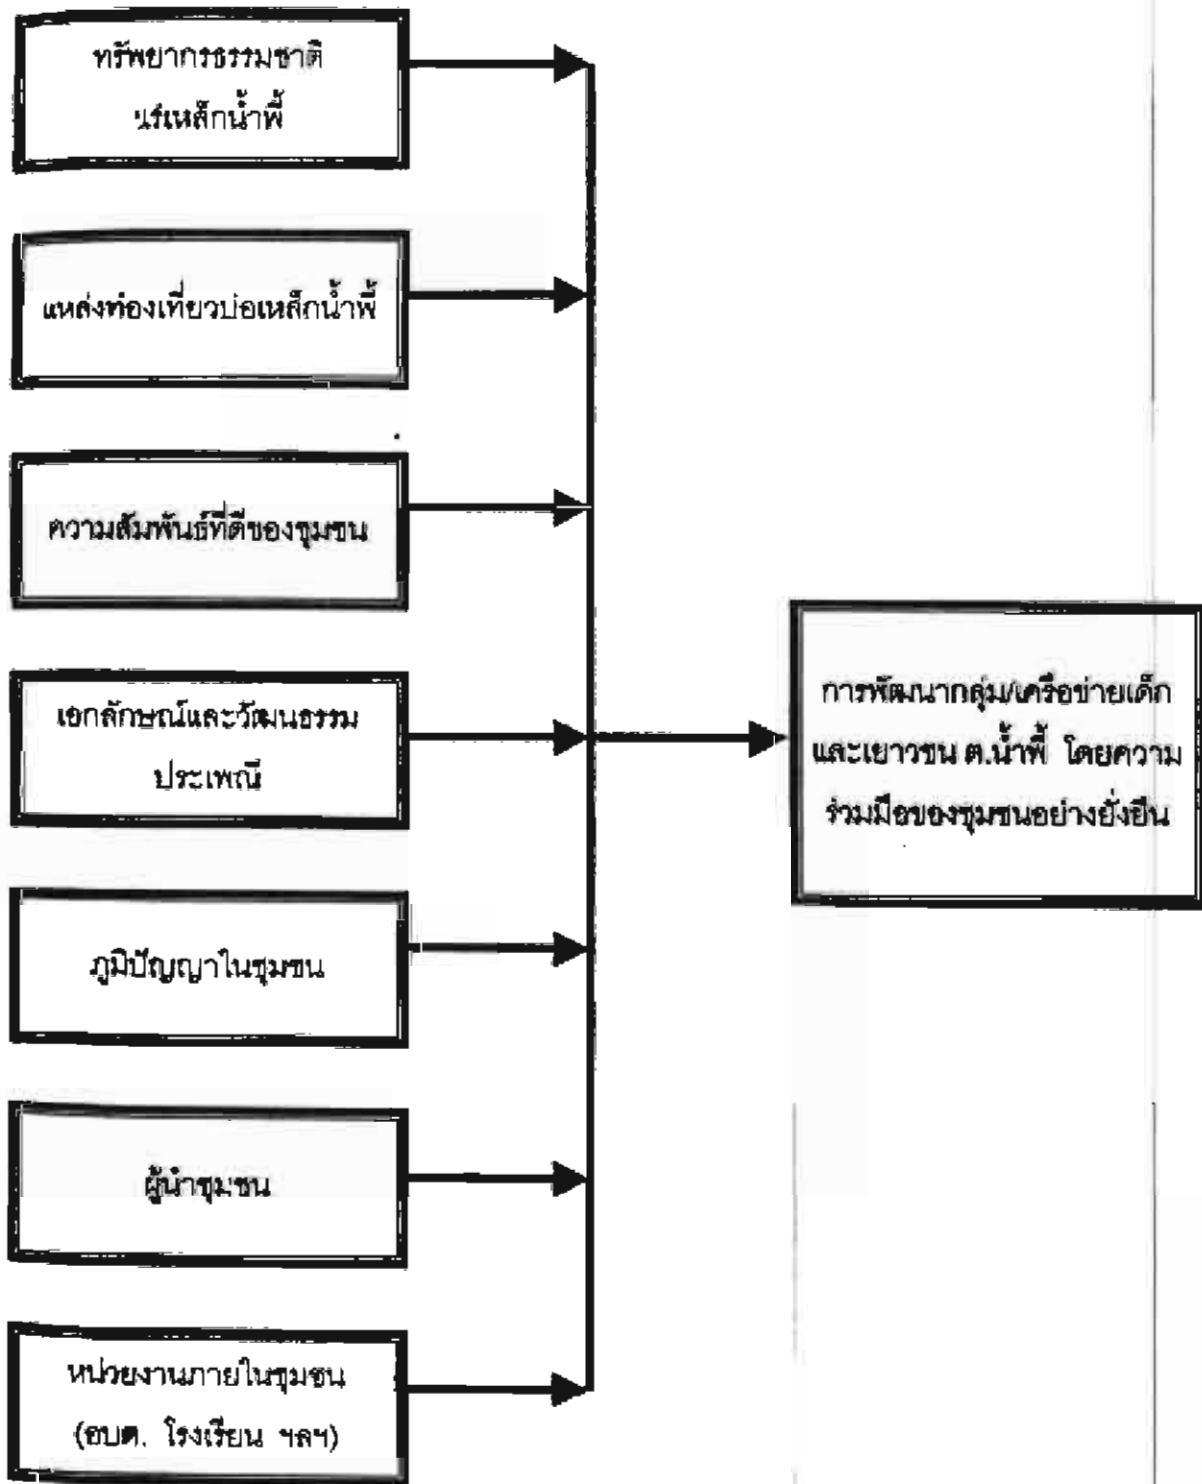 ทรัพยากรธรรมชาติ
แร่เหล็กน้ำพี้
แหล่งท่องเที่ยวบ่อเหล็กน้ำพี้
ความสัมพันธ์ที่ดีของชุมชน
เอกลักษณ์และวัฒนธรรม
ประเพณี
ภูมิปัญญาในชุมชน
ผู้นำชุมชน
หน่วยงานภายในชุมชน
(อบต. โรงเรียน ฯลฯ)
การพัฒนากลุ่ม/เครือข่ายเด็ก
และเยาวชน ต.น้ำพี้ โดยความ
ร่วมมือของชุมชนอย่างยั่งยืน